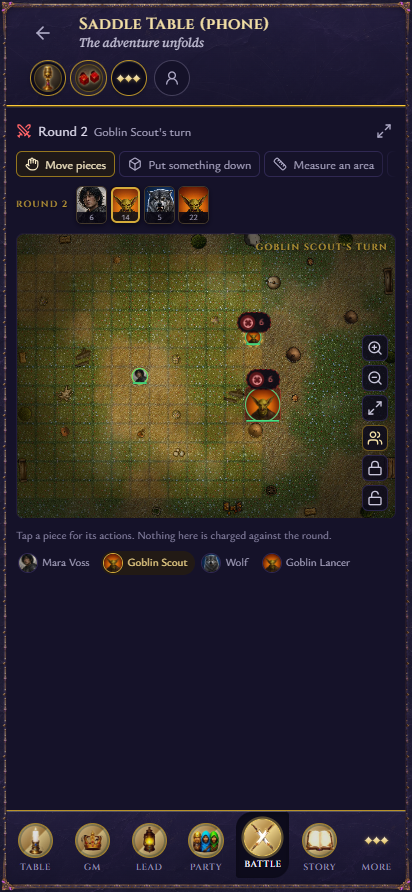 Saddle Table (phone)
The adventure unfolds
Round 2 Goblin Scout's turn
Move pieces
Put something down
Measure an area
ROUND 2
6
14
5
22
GOBLIN SCOUT'S TURN
6
6
Tap a piece for its actions. Nothing here is charged against the round.
Mara Voss
Goblin Scout
Wolf
Goblin Lancer
TABLE
GM
LEAD
PARTY
BATTLE
STORY
MORE